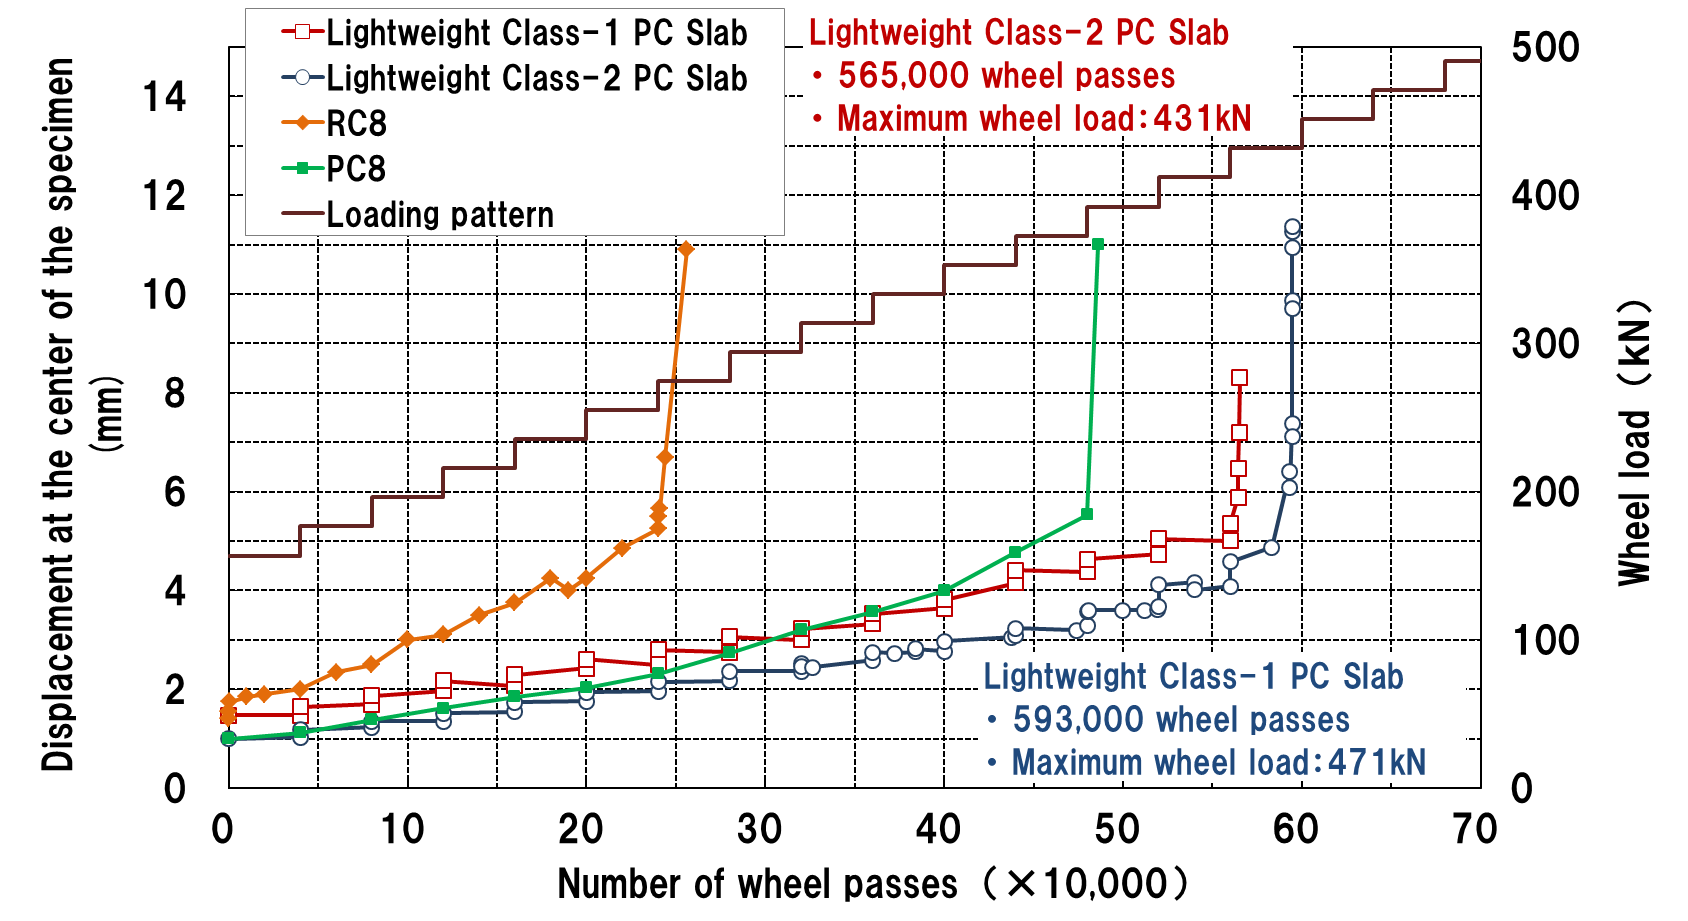 Lightweight Class-1 PC Slab
Lightweight Class-2 PC Slab
RC8
PC8
Loading pattern
Lightweight Class-2 PC Slab
・565,000 wheel passes
・Maximum wheel load:431kN
Lightweight Class-1 PC Slab
・593,000 wheel passes
・Maximum wheel load:471kN
Displacement at the center of the specimen
(mm)
14
12
10
8
6
4
2
0
500
400
300
200
100
0
Wheel load (kN)
0 10 20 30 40 50 60 70
Number of wheel passes (×10,000)